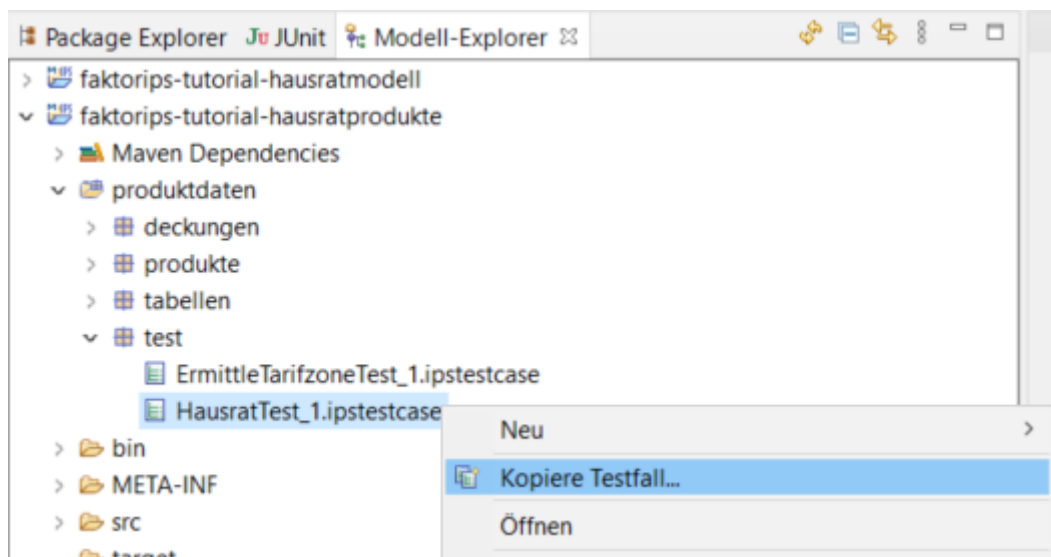 Package Explorer JUnit Modell-Explorer
faktorips-tutorial-hausratmodell
faktorips-tutorial-hausratprodukte
Maven Dependencies
produktdaten
deckungen
produkte
tabellen
test
ErmittleTarifzoneTest_1.ipstestcase
HausratTest_1.ipstestcase
Neu
bin
META-INF
Kopiere Testfall...
src
Öffnen
target